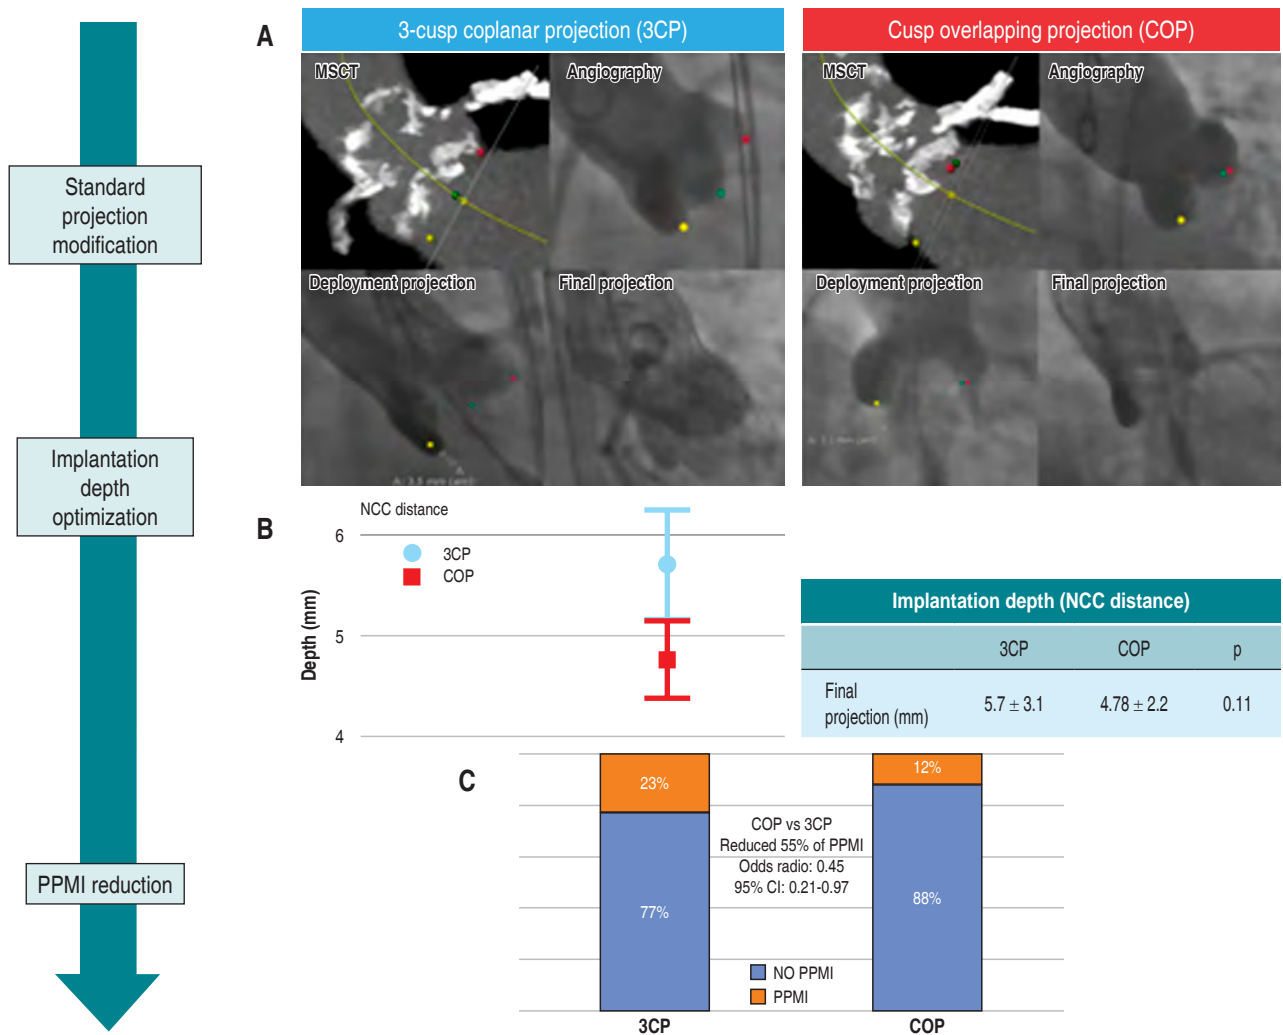 Standard
projection
modification
Implantation
depth
optimization
PPMI reduction
A
3-cusp coplanar projection (3CP)
MSCT
Angiography
Deployment projection
Final projection
Cusp overlapping projection (COP)
MSCT
Angiography
Deployment projection
Final projection
B
NCC distance
3CP
COP
Depth (mm)
6
5
4
Implantation depth (NCC distance)
3CP COP p
Final
projection (mm) 5.7 ± 3.1 4.78 ± 2.2 0.11
C
23%
77%
12%
88%
COP vs 3CP
Reduced 55% of PPMI
Odds radio: 0.45
95% CI: 0.21-0.97
NO PPMI
PPMI
3CP
COP